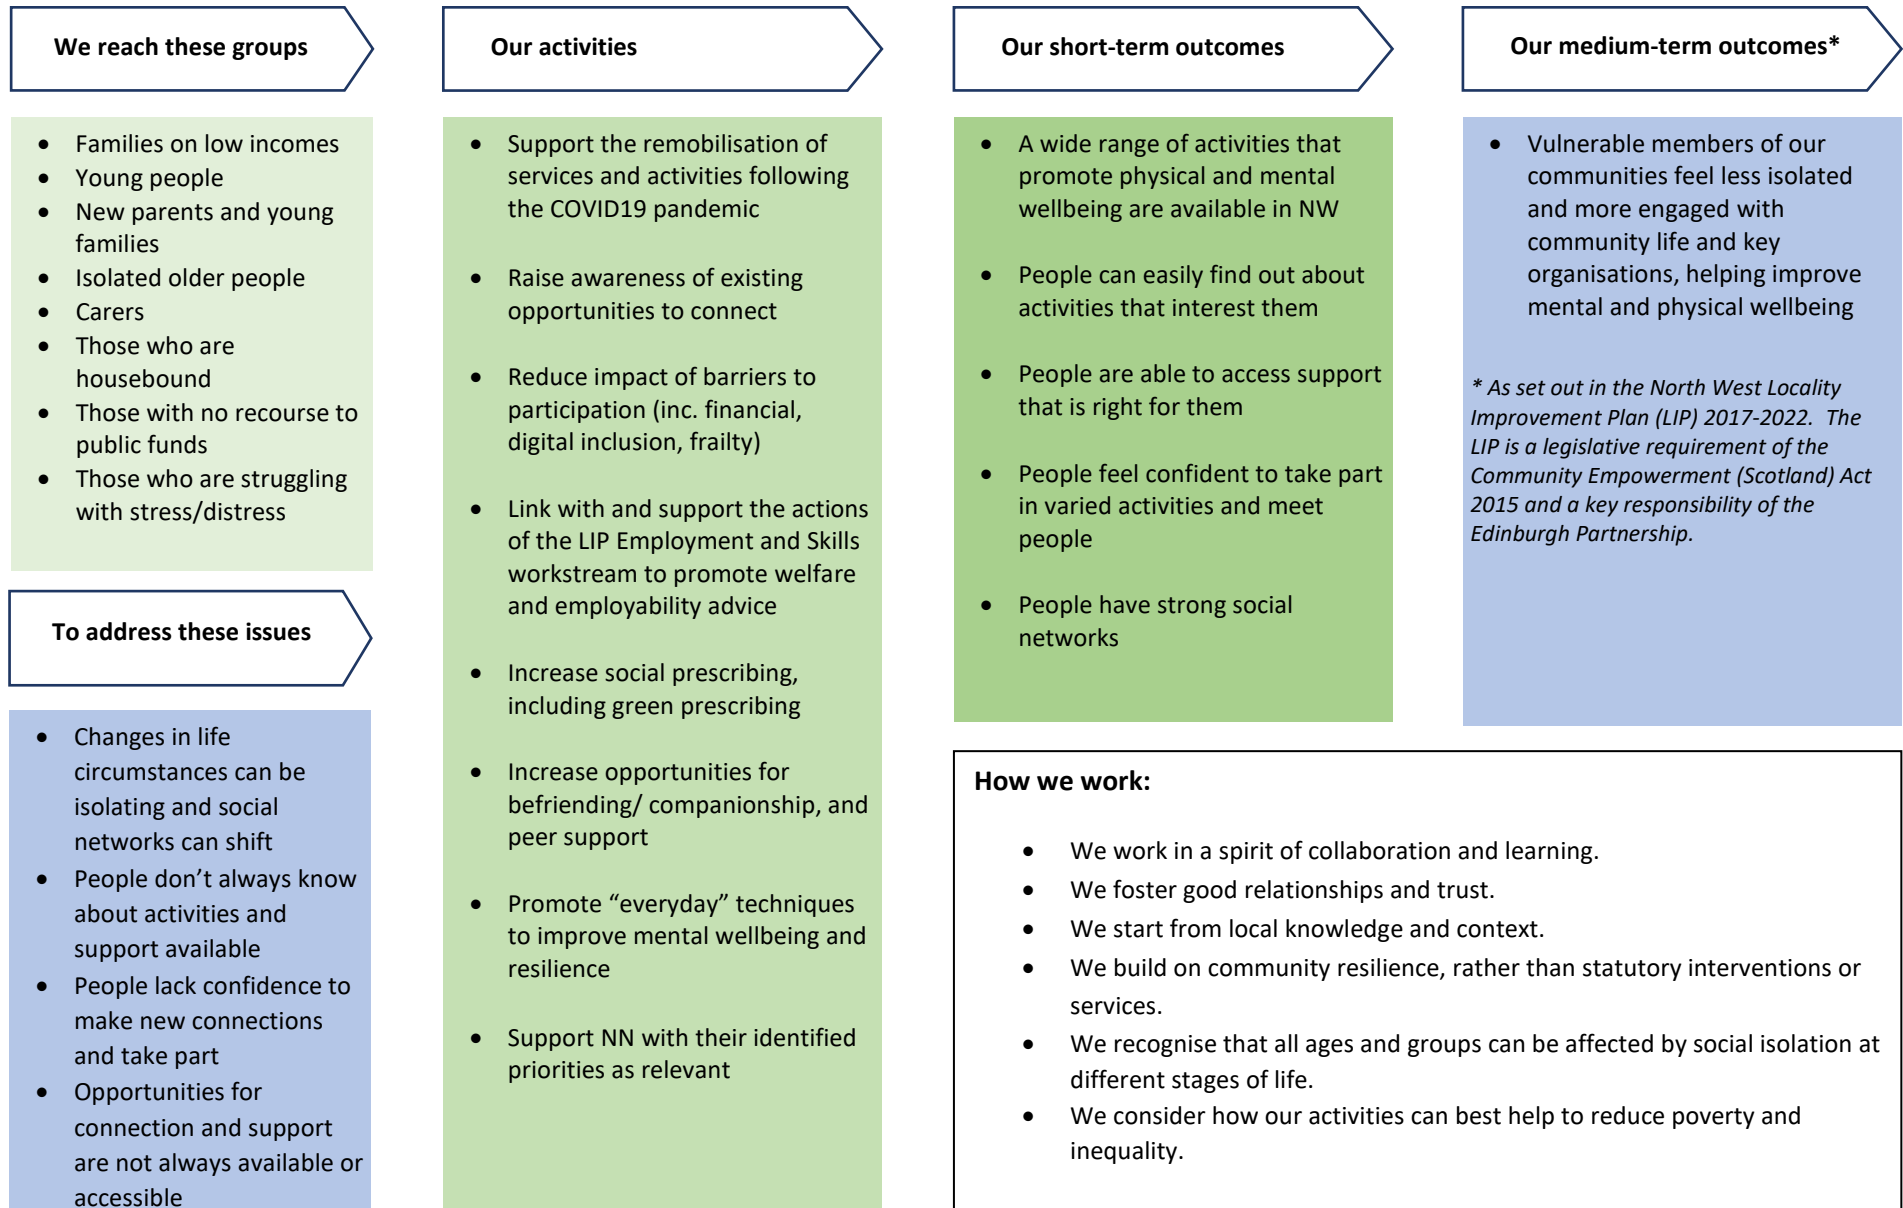 We reach these groups
• Families on low incomes
• Young people
• New parents and young
families
• Isolated older people
• Carers
• Those who are
housebound
• Those with no recourse to
public funds
• Those who are struggling
with stress/distress
To address these issues
• Changes in life
circumstances can be
isolating and social
networks can shift
• People don’t always know
about activities and
support available
• People lack confidence to
make new connections
and take part
• Opportunities for
connection and support
are not always available or
accessible
Our activities
• Support the remobilisation of
services and activities following
the COVID19 pandemic
• Raise awareness of existing
opportunities to connect
• Reduce impact of barriers to
participation (inc. financial,
digital inclusion, frailty)
• Link with and support the actions
of the LIP Employment and Skills
workstream to promote welfare
and employability advice
• Increase social prescribing,
including green prescribing
• Increase opportunities for
befriending/ companionship, and
peer support
• Promote “everyday” techniques
to improve mental wellbeing and
resilience
• Support NN with their identified
priorities as relevant
Our short-term outcomes
• A wide range of activities that
promote physical and mental
wellbeing are available in NW
• People can easily find out about
activities that interest them
• People are able to access support
that is right for them
• People feel confident to take part
in varied activities and meet
people
• People have strong social
networks
Our medium-term outcomes*
• Vulnerable members of our
communities feel less isolated
and more engaged with
community life and key
organisations, helping improve
mental and physical wellbeing
* As set out in the North West Locality
Improvement Plan (LIP) 2017-2022. The
LIP is a legislative requirement of the
Community Empowerment (Scotland) Act
2015 and a key responsibility of the
Edinburgh Partnership.
How we work:
• We work in a spirit of collaboration and learning.
• We foster good relationships and trust.
• We start from local knowledge and context.
• We build on community resilience, rather than statutory interventions or
services.
• We recognise that all ages and groups can be affected by social isolation at
different stages of life.
• We consider how our activities can best help to reduce poverty and
inequality.